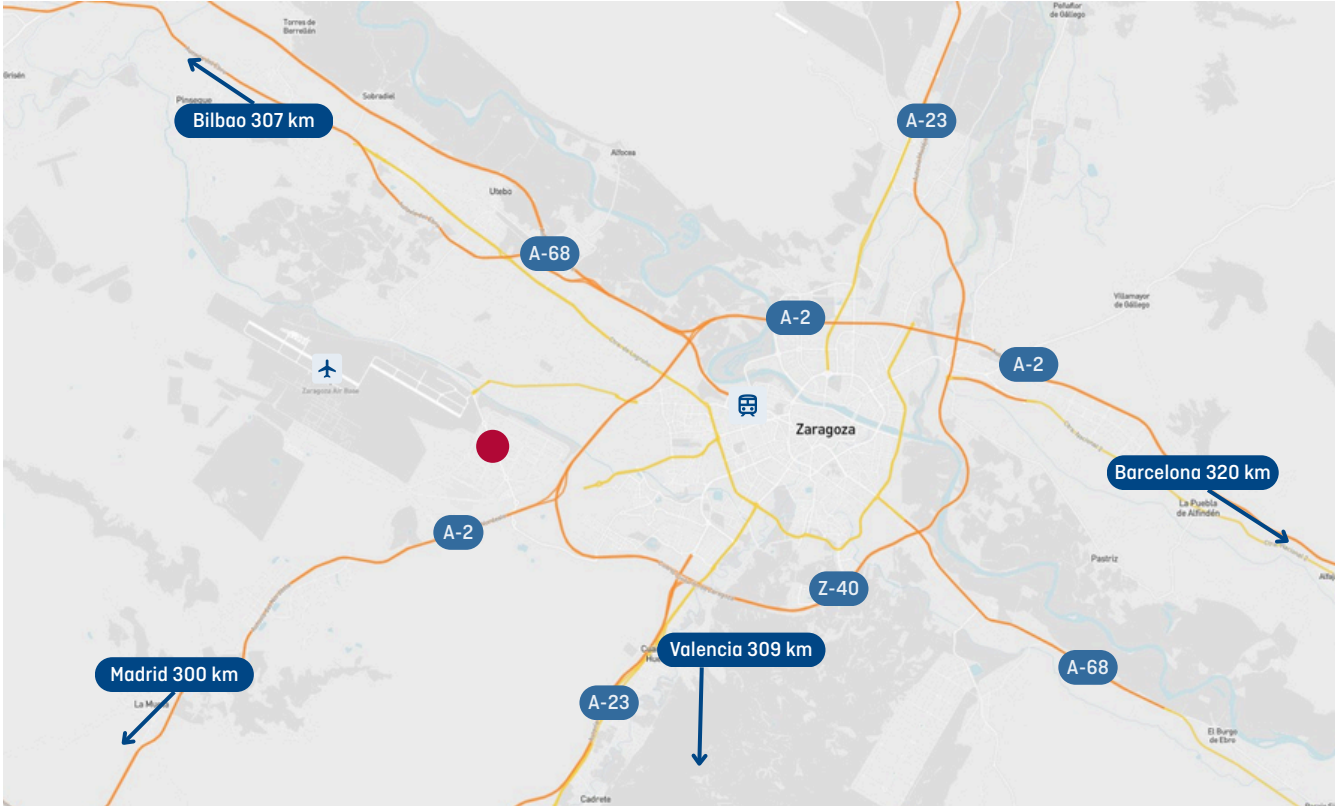 Torres de
Berrellén
Peñaflor
de Gállego
Grisén
Pinseque
Sobradiel
Bilbao 307 km
A-23
Alfocea
Utebo
A-68
Villamayor
de Gállego
A-2
A-2
Zaragoza Air Base
Zaragoza
Barcelona 320 km
La Puebla
de Alfindén
A-2
Pastriz
Z-40
Valencia 309 km
A-68
Madrid 300 km
A-23
El Burgo
de Ebro
Cadrete